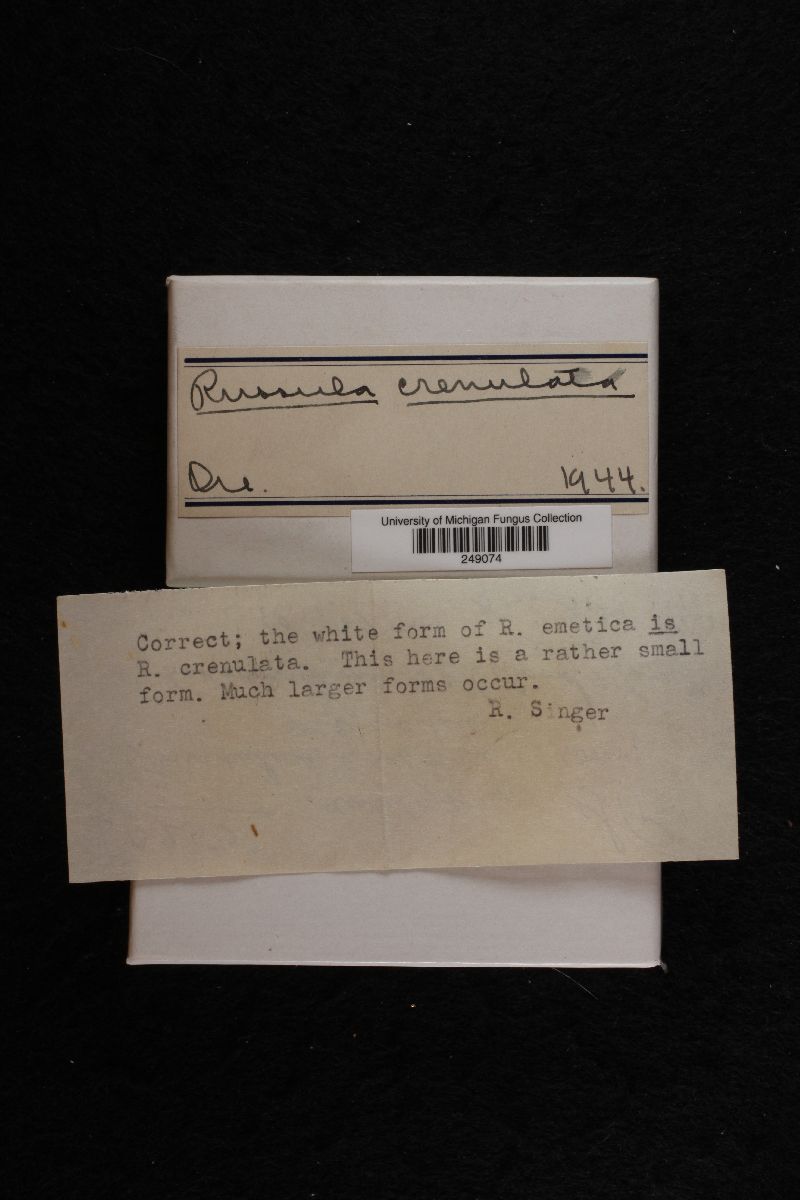 Russula crenulata
Ore. 1944.
University of Michigan Fungus Collection
249074
Correct; the white form of R. emetica is
R. crenulata. This here is a rather small
form. Much larger forms occur.
R. Singer